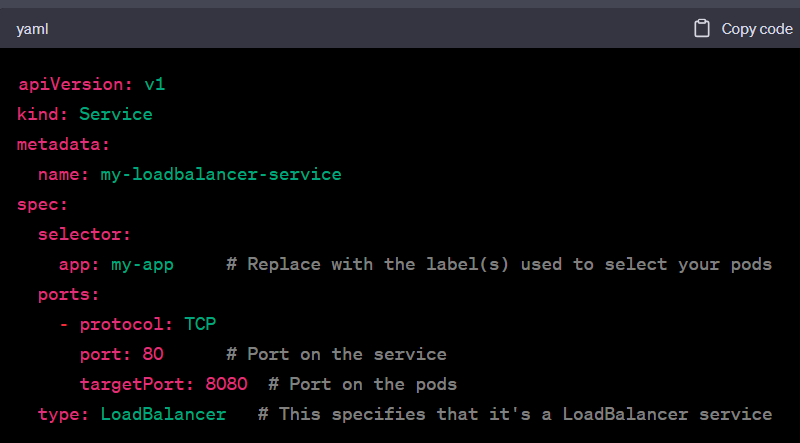 yaml Copy code
apiVersion: v1
kind: Service
metadata:
  name: my-loadbalancer-service
spec:
  selector:
    app: my-app     # Replace with the label(s) used to select your pods
  ports:
    - protocol: TCP
      port: 80      # Port on the service
      targetPort: 8080  # Port on the pods
  type: LoadBalancer   # This specifies that it's a LoadBalancer service